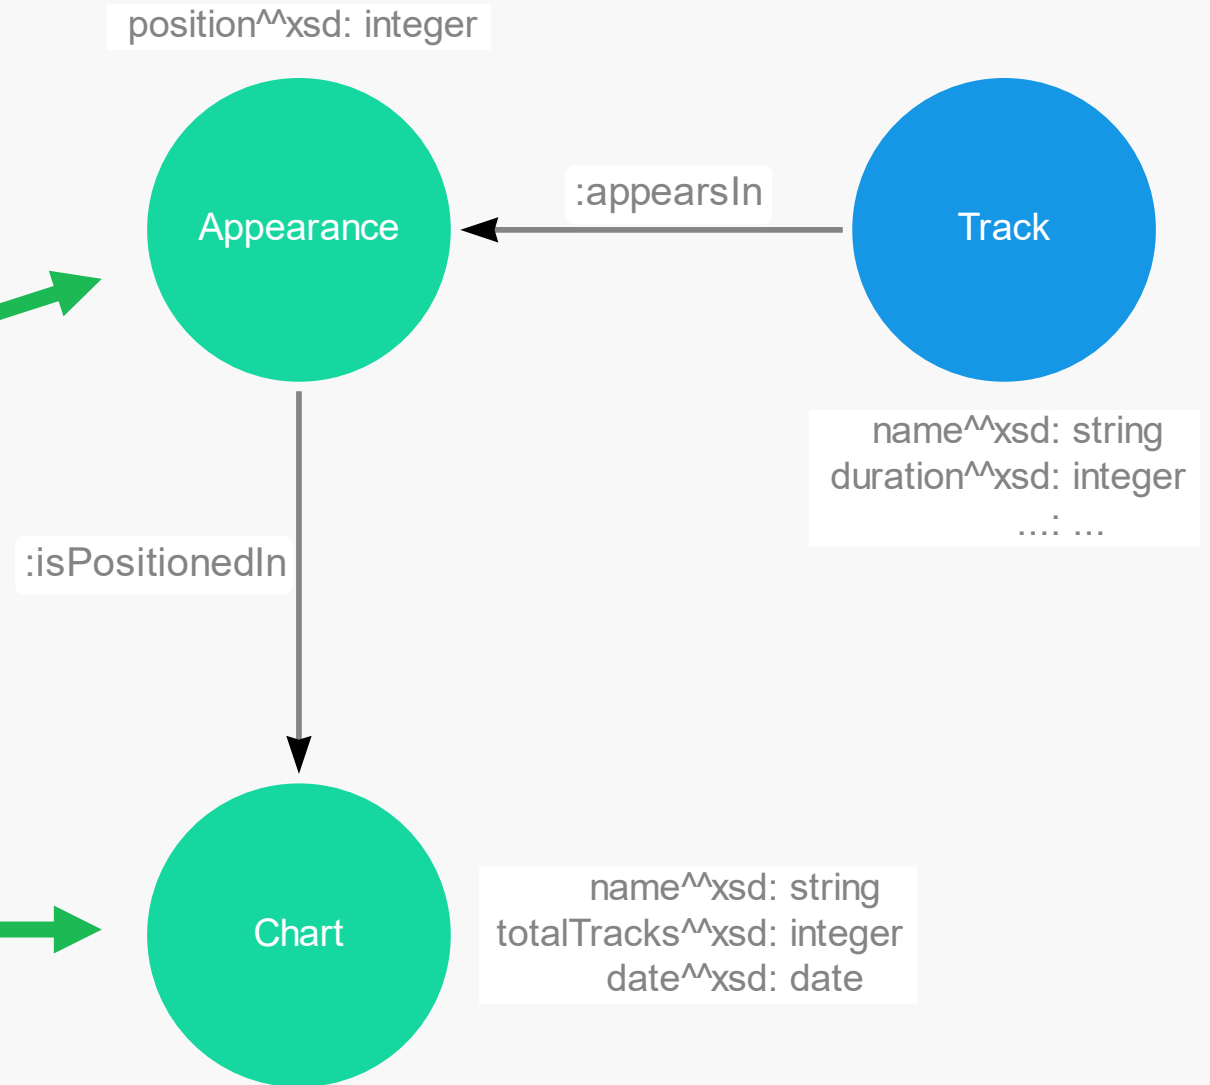 position^^xsd: integer
Appearance
:appearsIn
Track
name^^xsd: string
duration^^xsd: integer
...: ...
:isPositionedIn
Chart
name^^xsd: string
totalTracks^^xsd: integer
date^^xsd: date